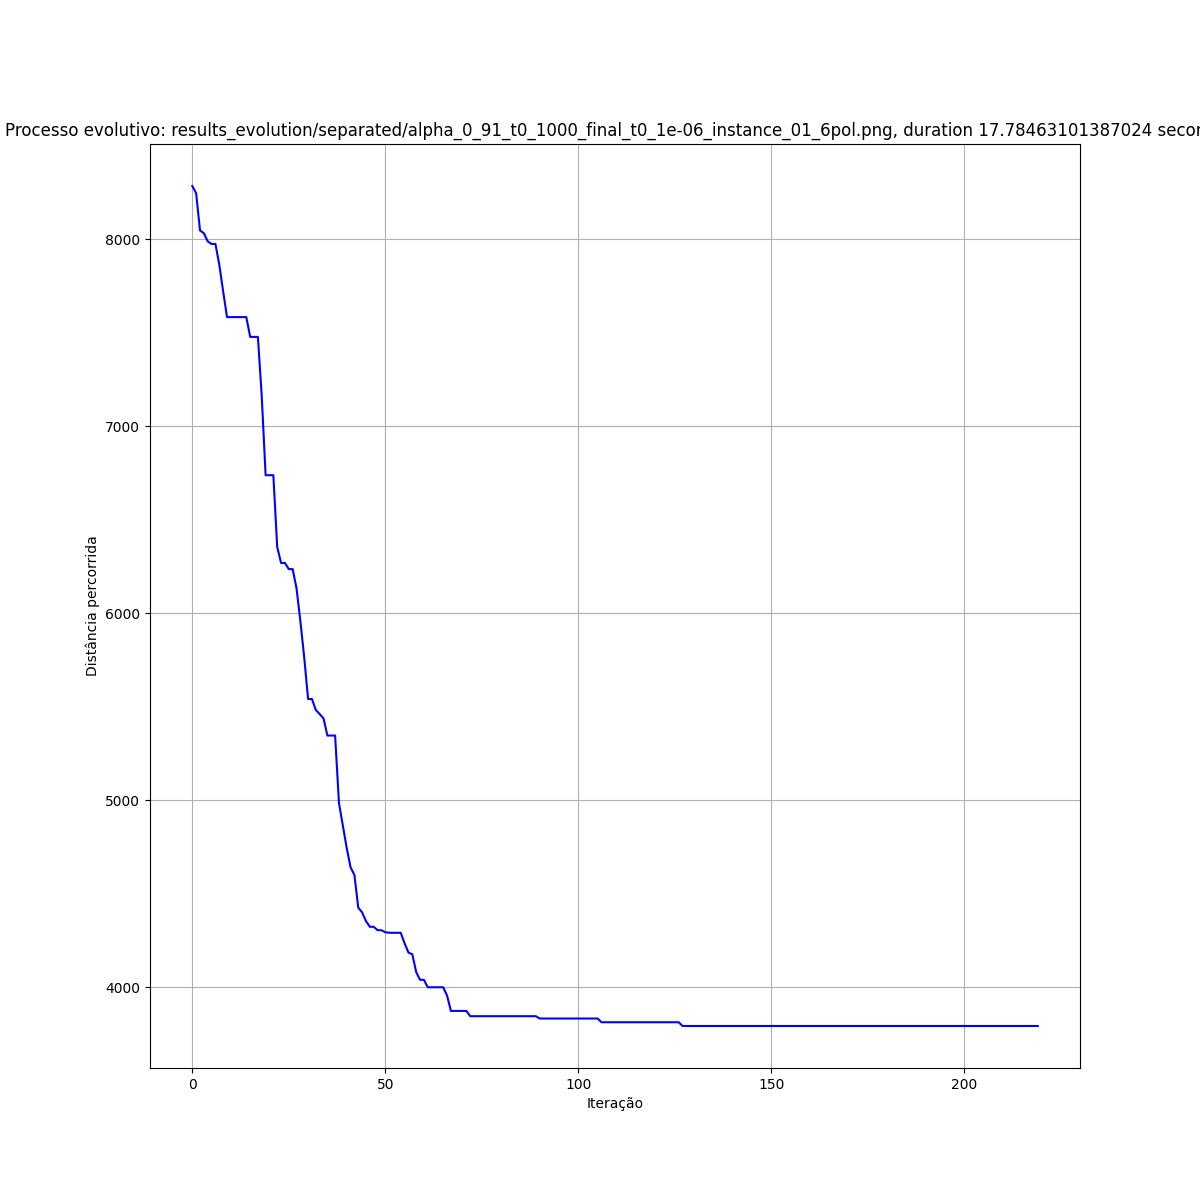 Processo evolutivo: results_evolution/separated/alpha_0_91_t0_1000_final_t0_1e-06_instance_01_6pol.png, duration 17.78463101387024
8000
7000
6000
5000
4000
Distância percorrida
0 50 100 150 200
Iteração